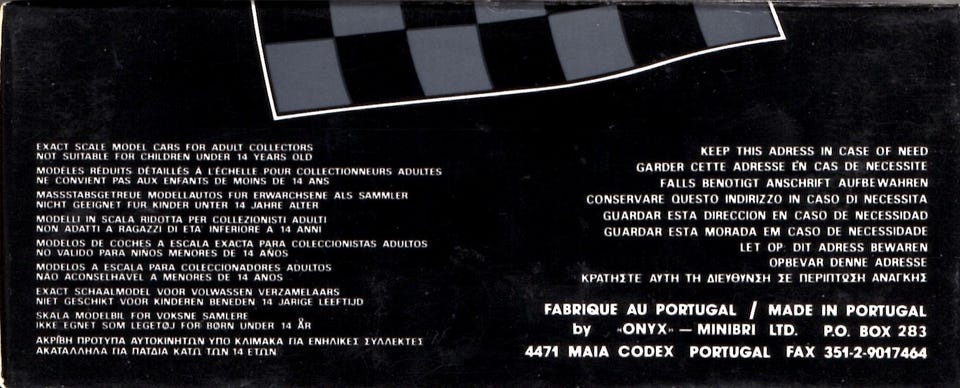 EXACT SCALE MODEL CARS FOR ADULT COLLECTORS
NOT SUITABLE FOR CHILDREN UNDER 14 YEARS OLD
MODÈLES RÉDUITS DÉTAILLÉS À L'ÉCHELLE POUR COLLECTIONNEURS ADULTES
NE CONVIENT PAS AUX ENFANTS DE MOINS DE 14 ANS
MASSSTABSGETREUE MODELLAUTOS FUR ERWARCHSENE ALS SAMMLER
NICHT GEEIGNET FUR KINDER UNTER 14 JAHRE ALTER
MODELLI IN SCALA RIDOTTA PER COLLEZIONISTI ADULTI
NON ADATTI A RAGAZZI DI ETA' INFERIORE A 14 ANNI
MODELOS DE COCHES A ESCALA EXACTA PARA COLECCIONISTAS ADULTOS
NO VALIDO PARA NIÑOS MENORES DE 14 AÑOS
MODELOS A ESCALA PARA COLECCIONADORES ADULTOS
NÃO ACONSELHÁVEL A MENORES DE 14 ANOS
EXACT SCHAALMODEL VOOR VOLWASSEN VERZAMELAARS
NIET GESCHIKT VOOR KINDEREN BENEDEN 14 JARIGE LEEFTIJD
SKALA MODELBIL FOR VOKSNE SAMLERE
IKKE EGNET SOM LEGETØJ FOR BØRN UNDER 14 ÅR
ΑΚΡΙΒΗ ΠΡΟΤΥΠΑ ΑΥΤΟΚΙΝΗΤΩΝ ΥΠΟ ΚΛΙΜΑΚΑ ΓΙΑ ΕΝΗΛΙΚΕΣ ΣΥΛΛΕΚΤΕΣ
ΑΚΑΤΑΛΛΗΛΑ ΓΙΑ ΠΑΙΔΙΑ ΚΑΤΩ ΤΩΝ 14 ΕΤΩΝ
KEEP THIS ADRESS IN CASE OF NEED
GARDER CETTE ADRESSE EN CAS DE NECESSITE
FALLS BENOTIGT ANSCHRIFT AUFBEWAHREN
CONSERVARE QUESTO INDIRIZZO IN CASO DI NECESSITA
GUARDAR ESTA DIRECCION EN CASO DE NECESSIDAD
GUARDAR ESTA MORADA EM CASO DE NECESSIDADE
LET OP: DIT ADRESS BEWAREN
OPBEVAR DENNE ADRESSE
ΚΡΑΤΗΣΤΕ ΑΥΤΗ ΤΗ ΔΙΕΥΘΥΝΣΗ ΣΕ ΠΕΡΙΠΤΩΣΗ ΑΝΑΓΚΗΣ
FABRIQUE AU PORTUGAL / MADE IN PORTUGAL
by «ONYX» — MINIBRI LTD. P.O. BOX 283
4471 MAIA CODEX PORTUGAL FAX 351-2-9017464